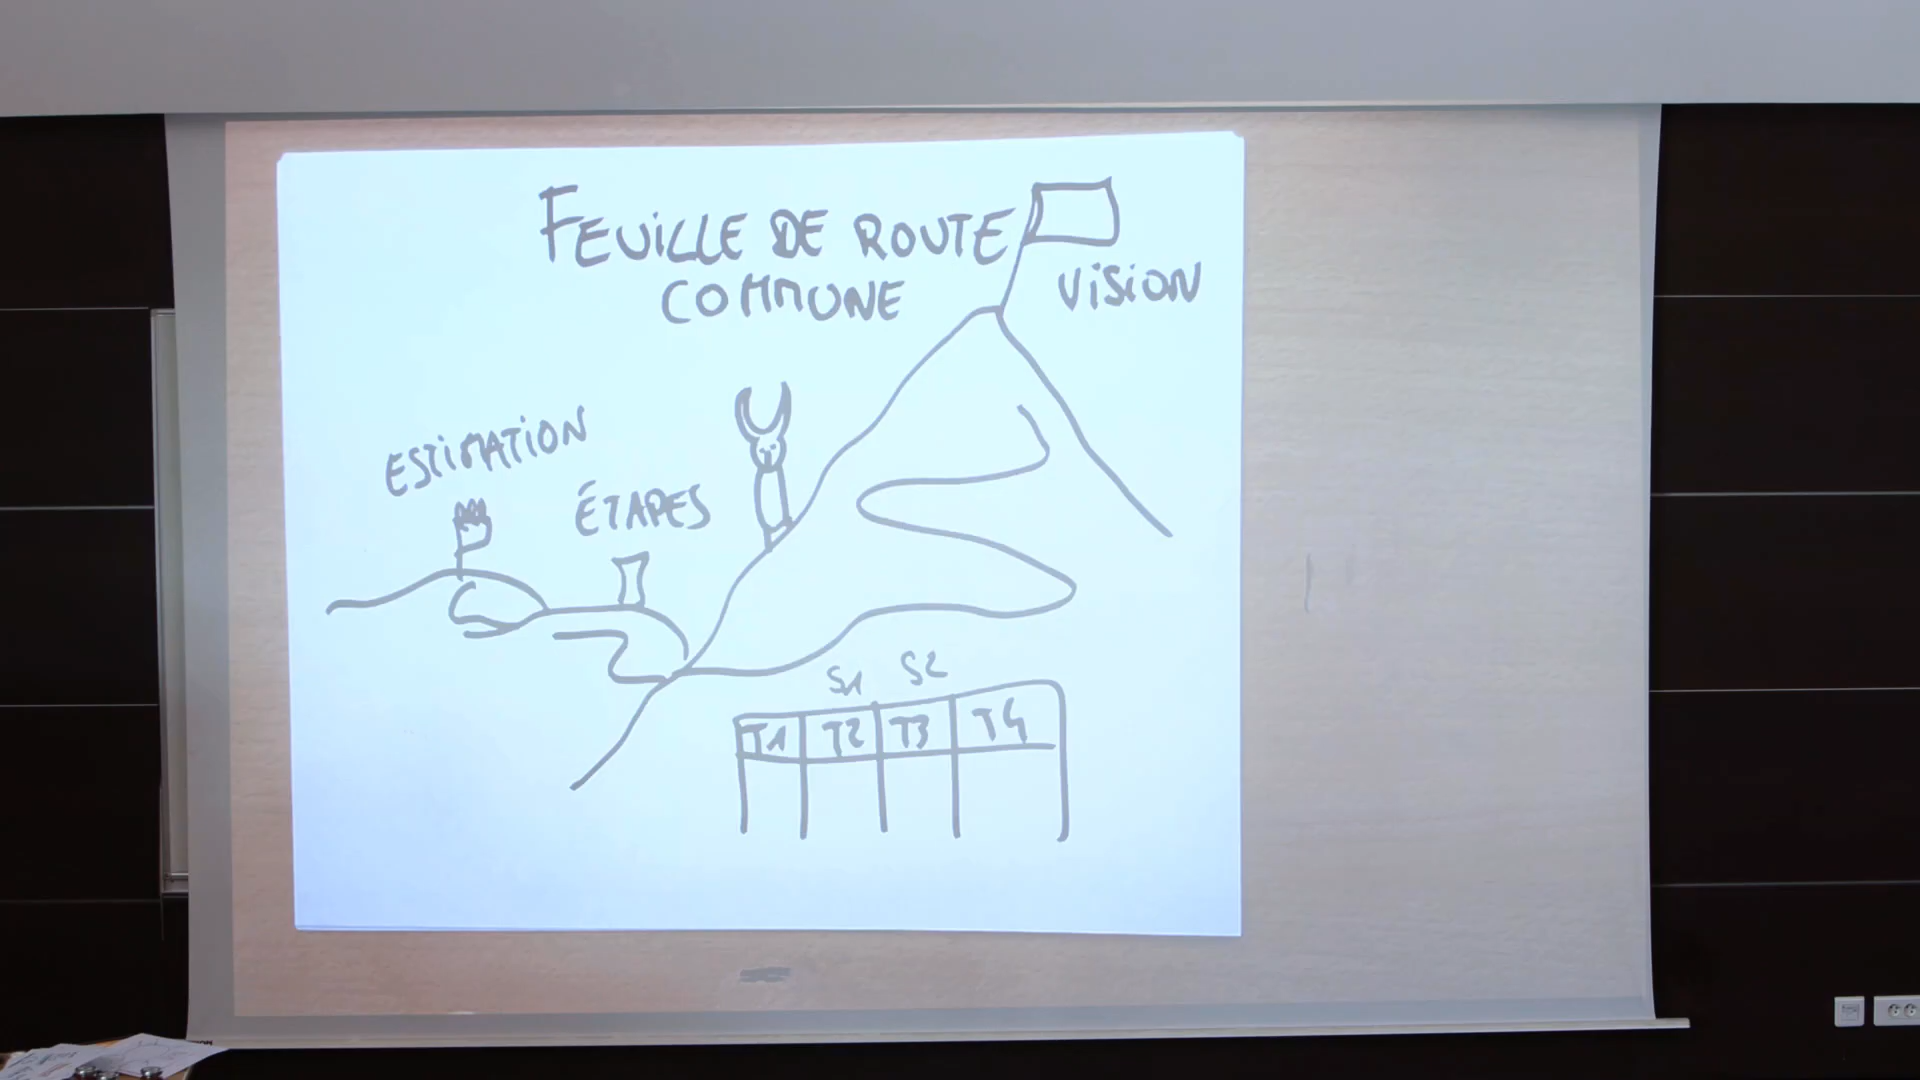 FEUILLE DE ROUTE
COMMUNE
VISION
ESTIMATION
ÉTAPES
S1 S2
T1 T2 T3 T4